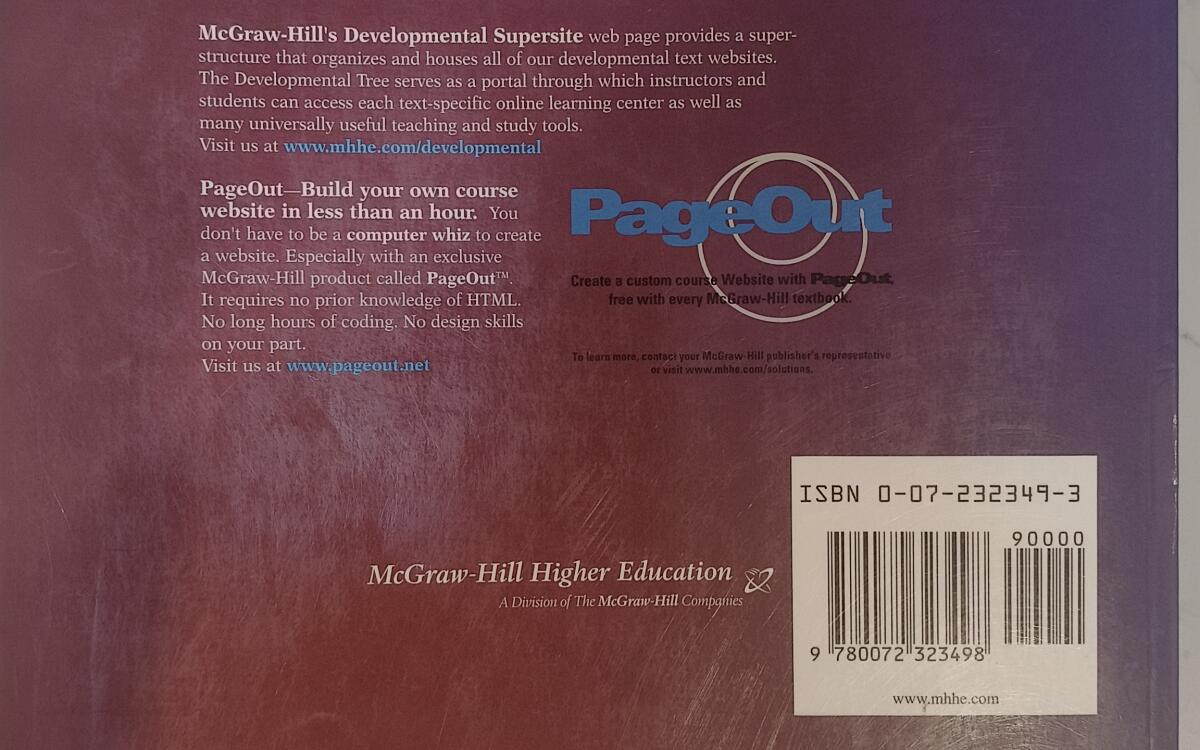 McGraw-Hill's Developmental Supersite web page provides a super-
structure that organizes and houses all of our developmental text websites.
The Developmental Tree serves as a portal through which instructors and
students can access each text-specific online learning center as well as
many universally useful teaching and study tools.
Visit us at www.mhhe.com/developmental
PageOut—Build your own course
website in less than an hour. You
don't have to be a computer whiz to create
a website. Especially with an exclusive
McGraw-Hill product called PageOut™.
It requires no prior knowledge of HTML.
No long hours of coding. No design skills
on your part.
Visit us at www.pageout.net
PageOut
Create a custom course Website with PageOut,
free with every McGraw-Hill textbook.
To learn more, contact your McGraw-Hill publisher's representative
or visit www.mhhe.com/solutions.
McGraw-Hill Higher Education
A Division of The McGraw-Hill Companies
ISBN 0-07-232349-3
90000
9 780072 323498
www.mhhe.com